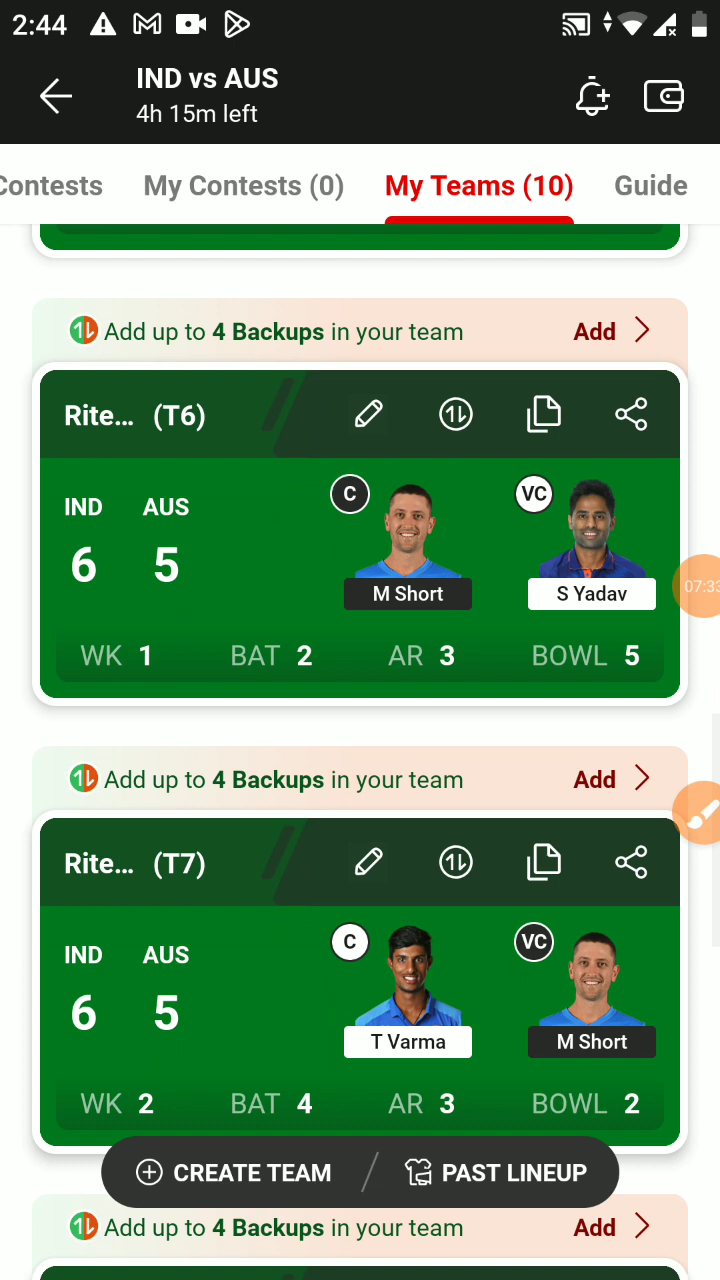 2:44
IND vs AUS
4h 15m left
Contests My Contests (0) My Teams (10) Guide
Add up to 4 Backups in your team Add
Rite... (T6)
IND AUS C VC
6 5
M Short S Yadav
WK 1 BAT 2 AR 3 BOWL 5
07:33
Add up to 4 Backups in your team Add
Rite... (T7)
IND AUS C VC
6 5
T Varma M Short
WK 2 BAT 4 AR 3 BOWL 2
CREATE TEAM PAST LINEUP
Add up to 4 Backups in your team Add